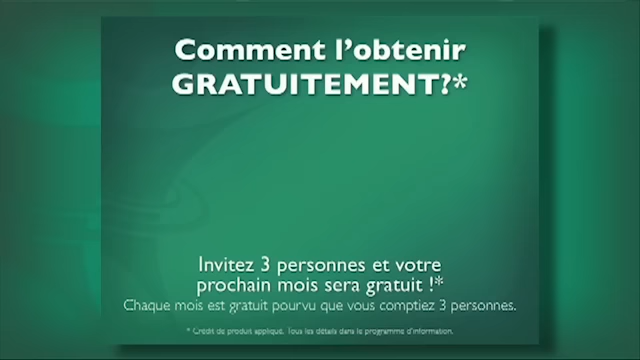 Comment l'obtenir
GRATUITEMENT?*
Invitez 3 personnes et votre
prochain mois sera gratuit !*
Chaque mois est gratuit pourvu que vous comptiez 3 personnes.
* Crédit de produit appliqué. Tous les détails dans le programme d'information.